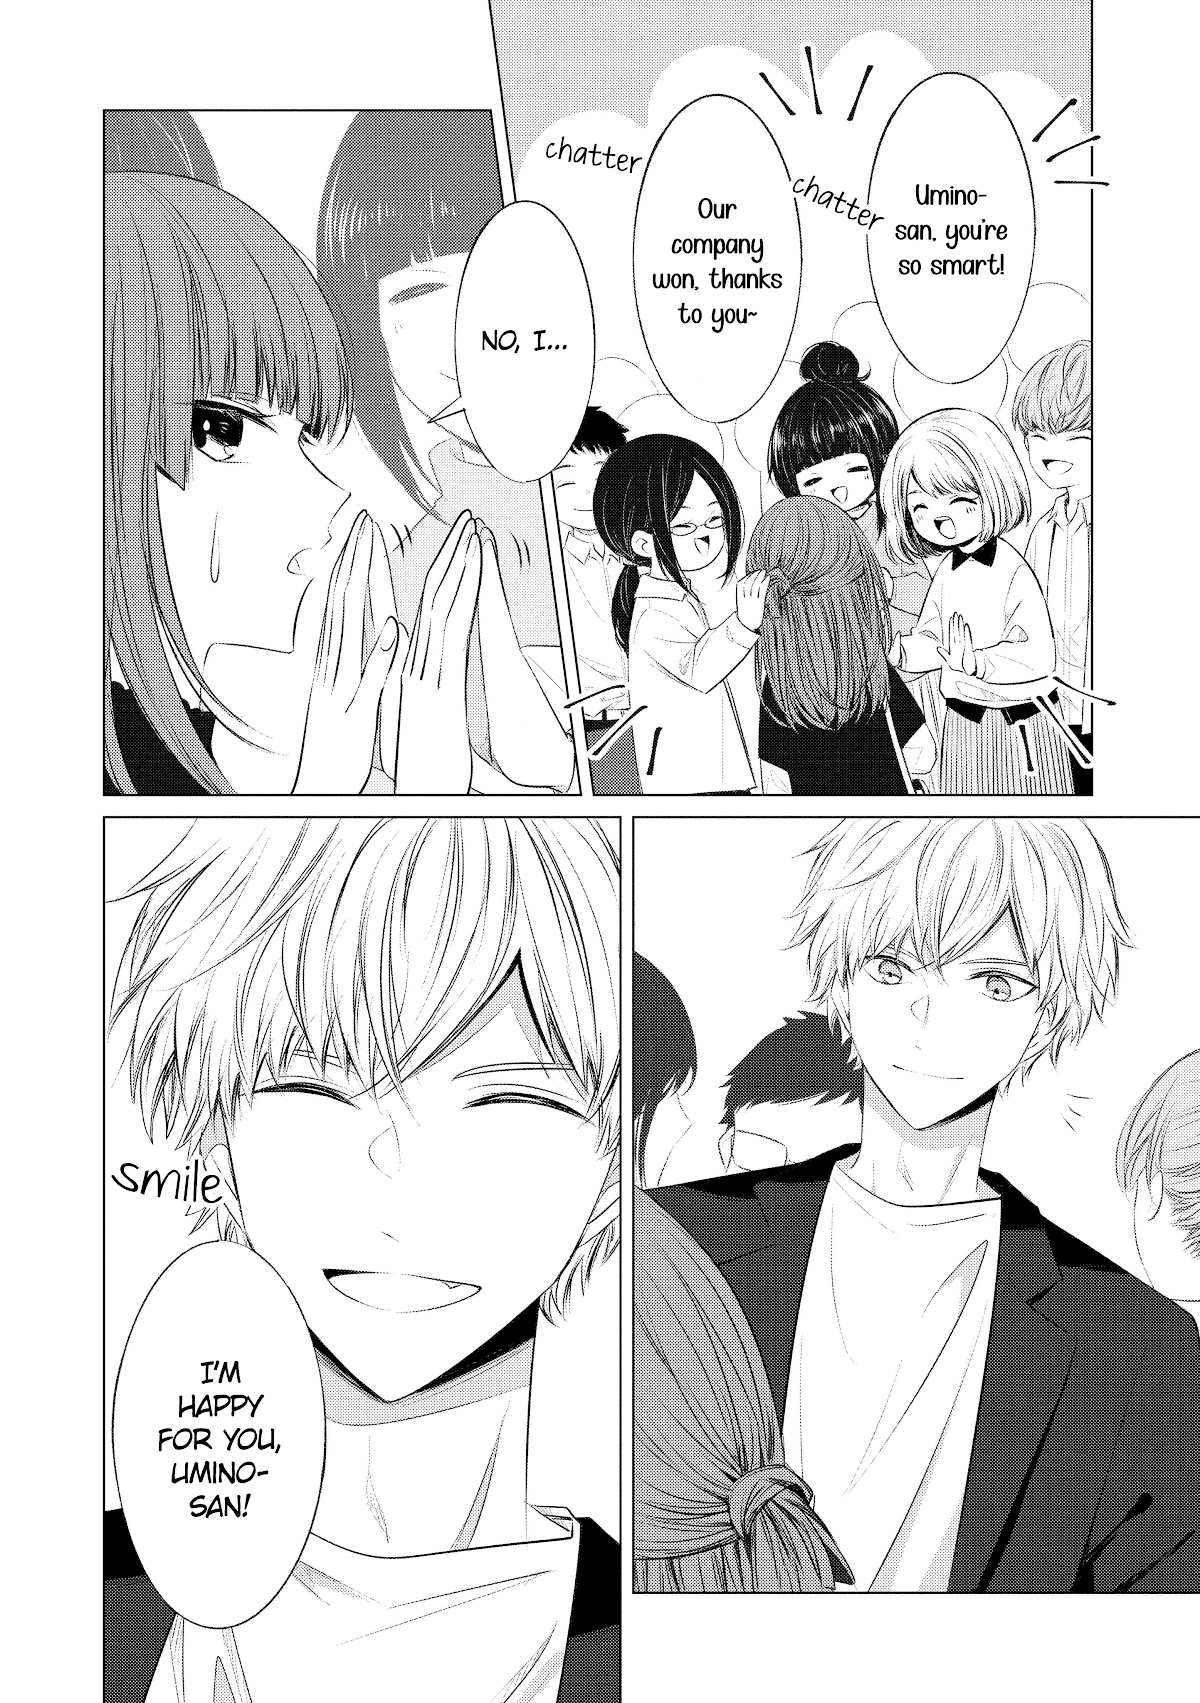 Umino-
san, you're
so smart!
chatter
Our
company
won, thanks
to you~
chatter
NO, I...
I'M
HAPPY
FOR YOU,
UMINO-
SAN!
smile